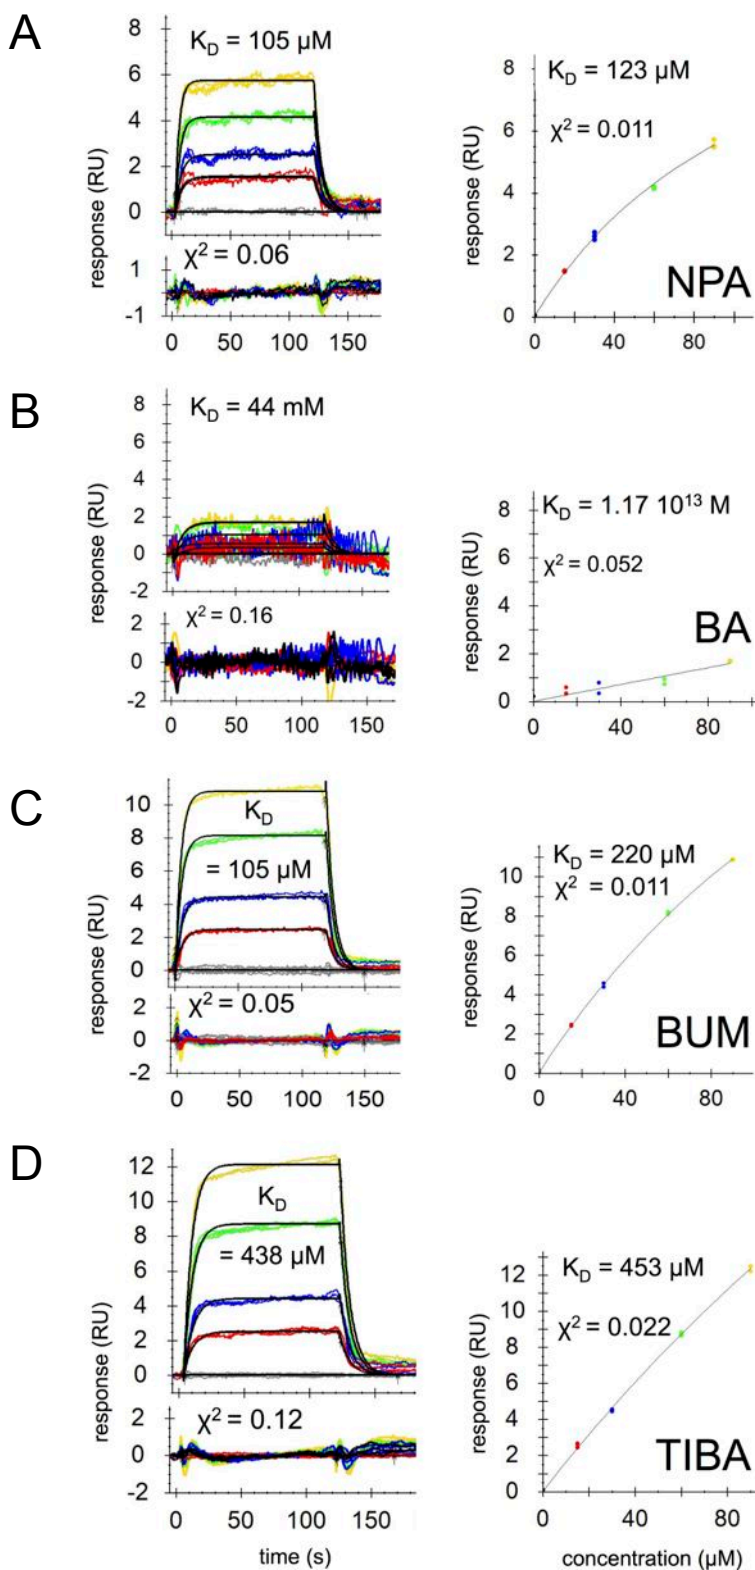 A
K_D = 105 µM
response (RU)
8
6
4
2
0
χ² = 0.06
1
-1
0 50 100 150
K_D = 123 µM
χ² = 0.011
NPA
response (RU)
8
6
4
2
0
0 40 80
B
K_D = 44 mM
response (RU)
8
6
4
2
0
-2
χ² = 0.16
2
0
-2
0 50 100 150
K_D = 1.17 10¹³ M
χ² = 0.052
BA
response (RU)
8
6
4
2
0
0 40 80
C
K_D
= 105 µM
response (RU)
10
8
6
4
2
0
χ² = 0.05
2
0
-2
0 50 100 150
K_D = 220 µM
χ² = 0.011
BUM
response (RU)
10
8
6
4
2
0
0 40 80
D
K_D
= 438 µM
response (RU)
12
10
8
6
4
2
0
χ² = 0.12
2
0
-2
0 50 100 150
time (s)
K_D = 453 µM
χ² = 0.022
TIBA
response (RU)
12
10
8
6
4
2
0
0 40 80
concentration (µM)